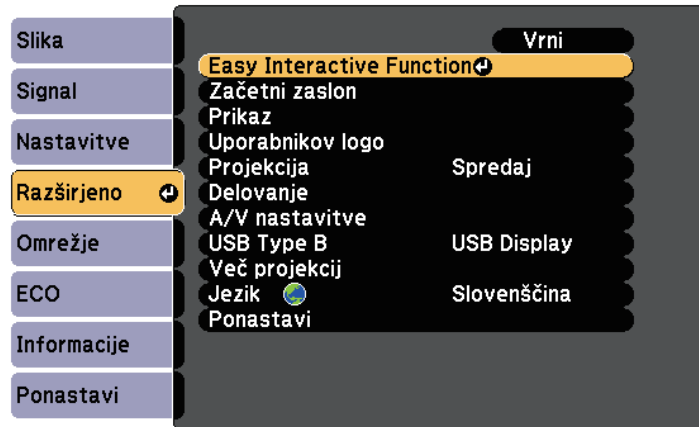 Slika
Signal
Nastavitve
Razširjeno
Omrežje
ECO
Informacije
Ponastavi
Vrni
Easy Interactive Function
Začetni zaslon
Prikaz
Uporabnikov logo
Projekcija Spredaj
Delovanje
A/V nastavitve
USB Type B USB Display
Več projekcij
Jezik Slovenščina
Ponastavi